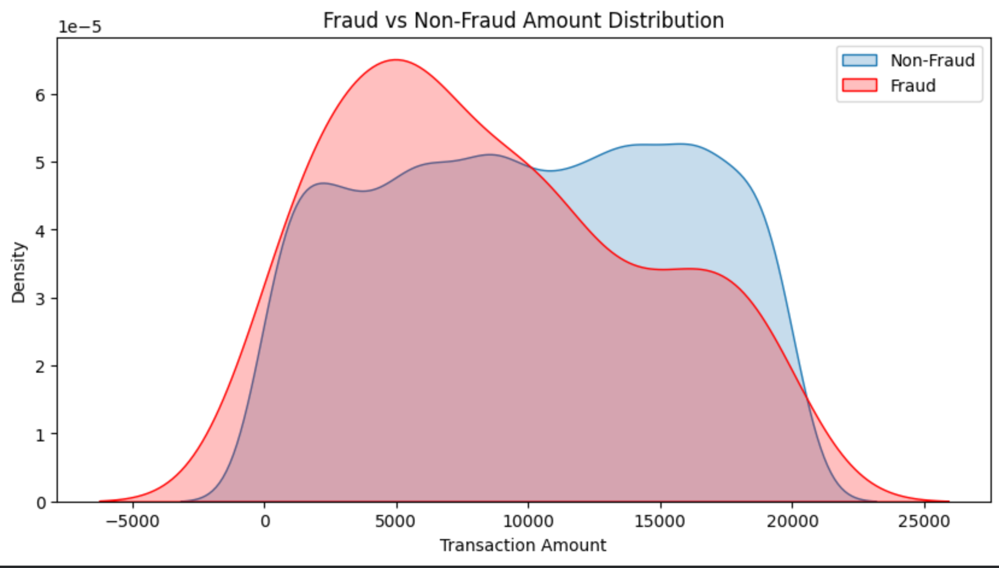 Fraud vs Non-Fraud Amount Distribution
1e−5
Non-Fraud
Fraud
6
5
4
3
2
1
0
Density
−5000
0
5000
10000
15000
20000
25000
Transaction Amount